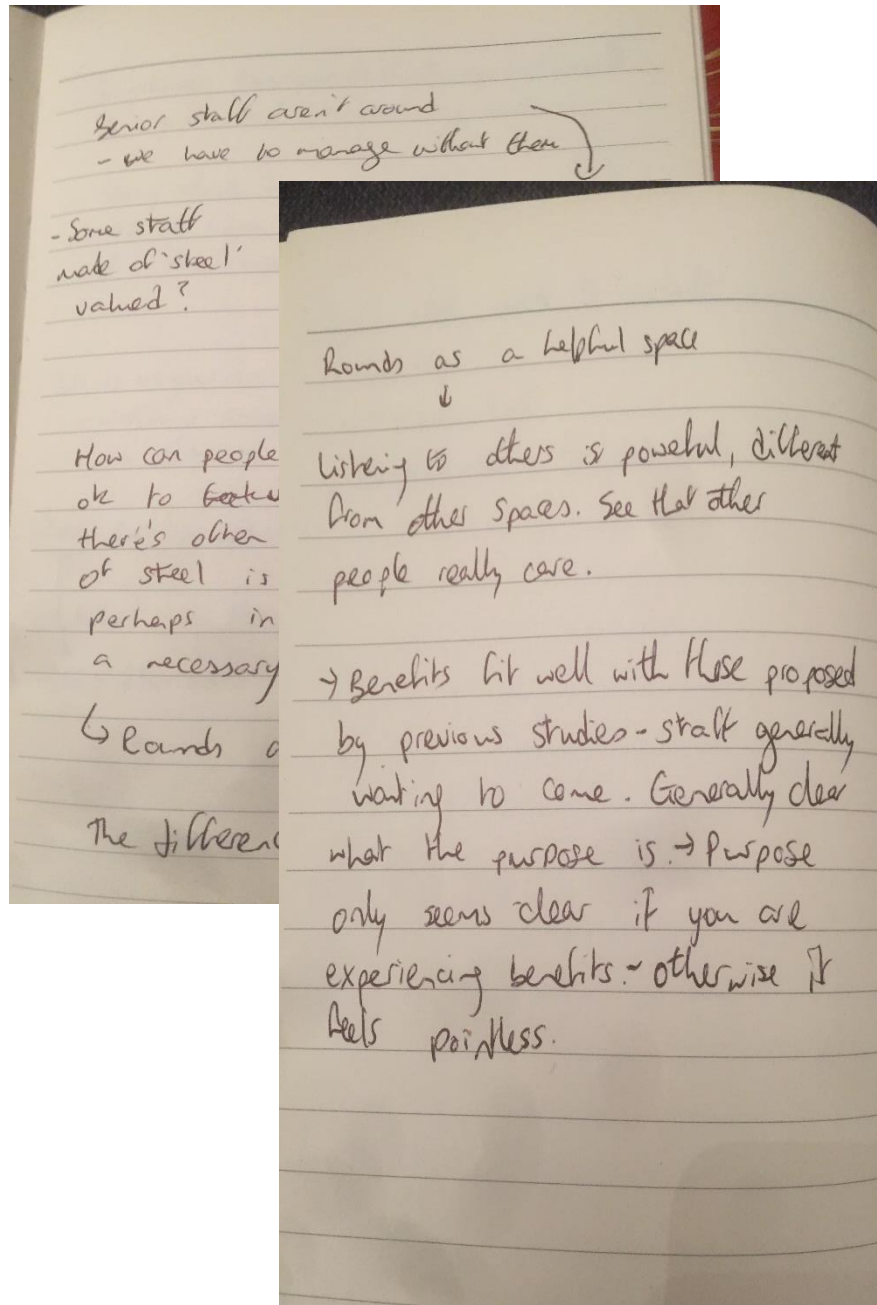 Senior staff aren't around
- we have to manage without them
- Some staff
made of 'steel'
valued?
How can people
ok to
there's often
of steel is
perhaps in
a necessary
↳ Rounds
The differenc
Rounds as a helpful space
↓
Listening to others is powerful, different
from other spaces. See that other
people really care.
→ Benefits fit well with those proposed
by previous studies - staff generally
wanting to come. Generally clear
what the purpose is. → Purpose
only seems clear if you are
experiencing benefits. - otherwise it
feels pointless.